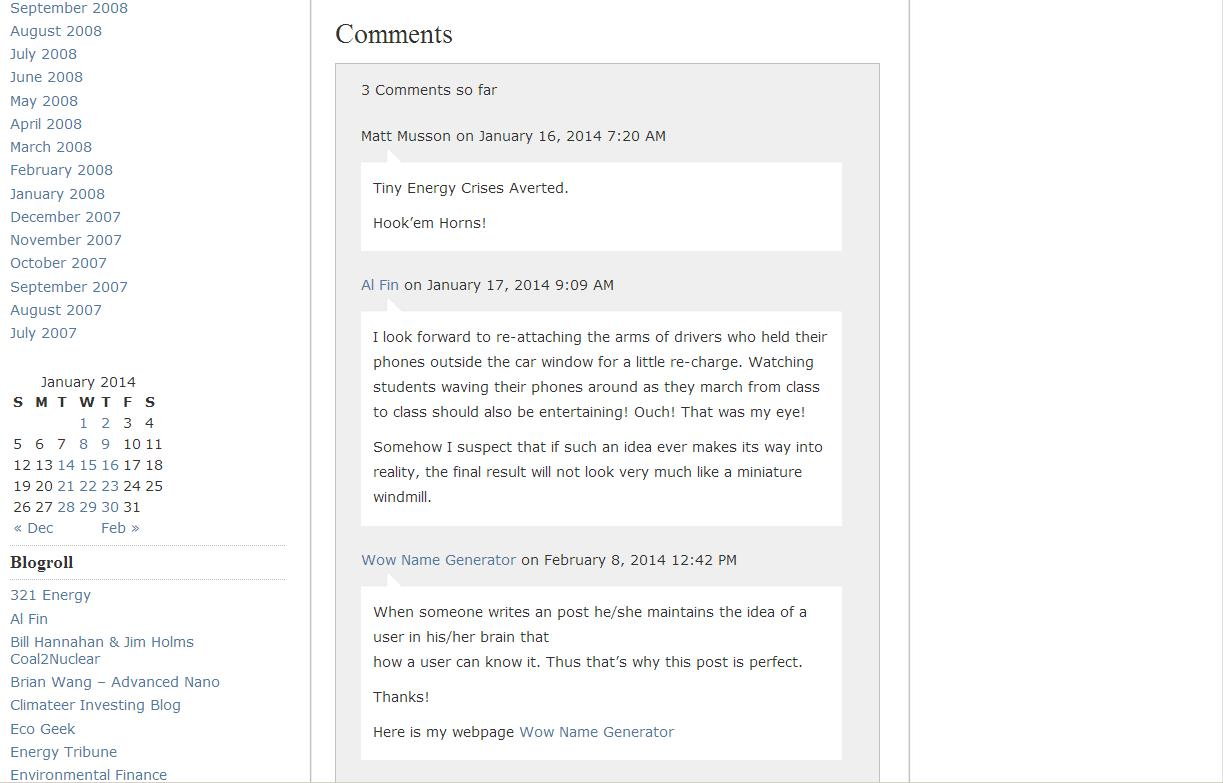 September 2008
August 2008
July 2008
June 2008
May 2008
April 2008
March 2008
February 2008
January 2008
December 2007
November 2007
October 2007
September 2007
August 2007
July 2007
January 2014
S M T W T F S
1 2 3 4
5 6 7 8 9 10 11
12 13 14 15 16 17 18
19 20 21 22 23 24 25
26 27 28 29 30 31
« Dec Feb »
Blogroll
321 Energy
Al Fin
Bill Hannahan & Jim Holms
Coal2Nuclear
Brian Wang – Advanced Nano
Climateer Investing Blog
Eco Geek
Energy Tribune
Environmental Finance
Comments
3 Comments so far
Matt Musson on January 16, 2014 7:20 AM
Tiny Energy Crises Averted.
Hook’em Horns!
Al Fin on January 17, 2014 9:09 AM
I look forward to re-attaching the arms of drivers who held their
phones outside the car window for a little re-charge. Watching
students waving their phones around as they march from class
to class should also be entertaining! Ouch! That was my eye!
Somehow I suspect that if such an idea ever makes its way into
reality, the final result will not look very much like a miniature
windmill.
Wow Name Generator on February 8, 2014 12:42 PM
When someone writes an post he/she maintains the idea of a
user in his/her brain that
how a user can know it. Thus that’s why this post is perfect.
Thanks!
Here is my webpage Wow Name Generator